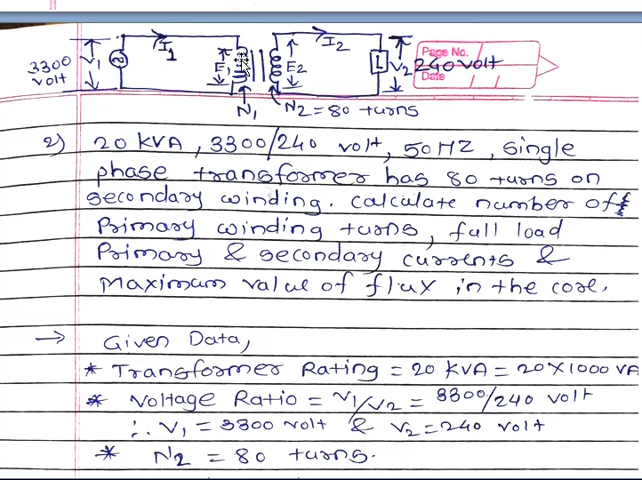 I1
I2
Page No.
Date
3300
volt
V1
E1
E2
L
V2 240 volt
N1
N2 = 80 turns
2) 20 KVA, 3300/240 volt, 50 HZ, single
phase transformer has 80 turns on
secondary winding. calculate number off
Primary winding turns, full load
Primary & secondary currents &
Maximum value of flux in the core.
→ Given Data,
* Transformer Rating = 20 KVA = 20×1000 VA
* Voltage Ratio = V1/V2 = 3300/240 volt
∴ V1 = 3300 volt & V2 = 240 volt
* N2 = 80 turns.